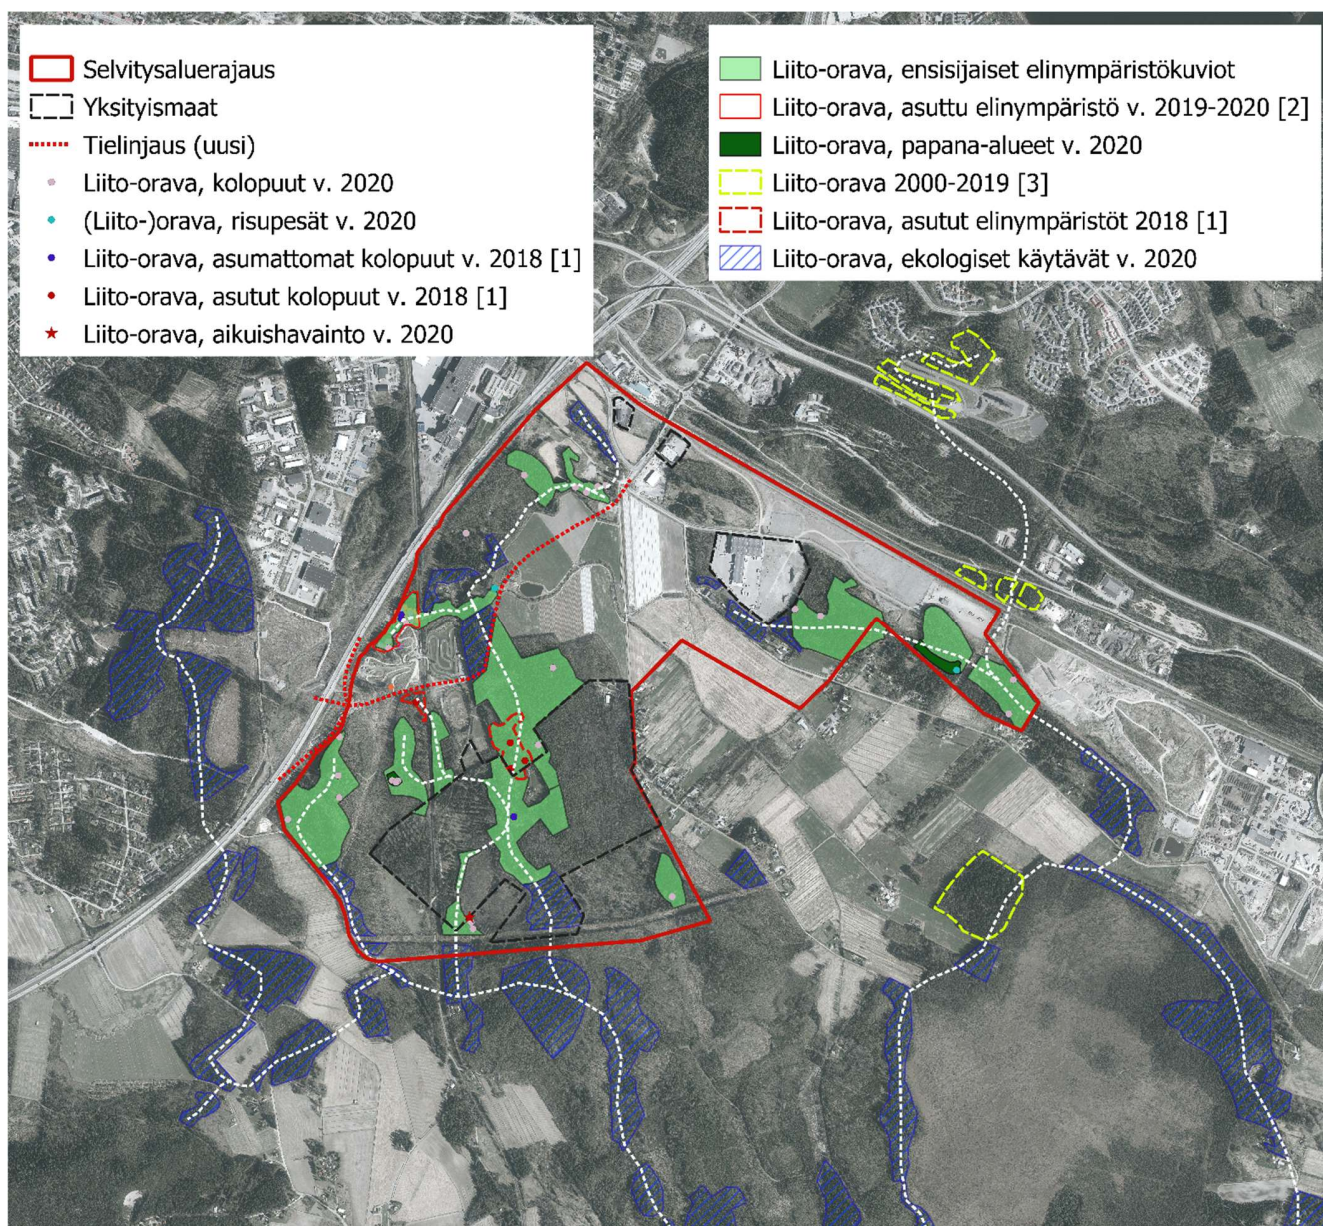 Selvitysaluerajaus
Yksityismaat
Tielinjaus (uusi)
Liito-orava, kolopuut v. 2020
(Liito-)orava, risupesät v. 2020
Liito-orava, asumattomat kolopuut v. 2018 [1]
Liito-orava, asutut kolopuut v. 2018 [1]
Liito-orava, aikuishavainto v. 2020
Liito-orava, ensisijaiset elinympäristökuviot
Liito-orava, asuttu elinympäristö v. 2019-2020 [2]
Liito-orava, papana-alueet v. 2020
Liito-orava 2000-2019 [3]
Liito-orava, asutut elinympäristöt 2018 [1]
Liito-orava, ekologiset käytävät v. 2020